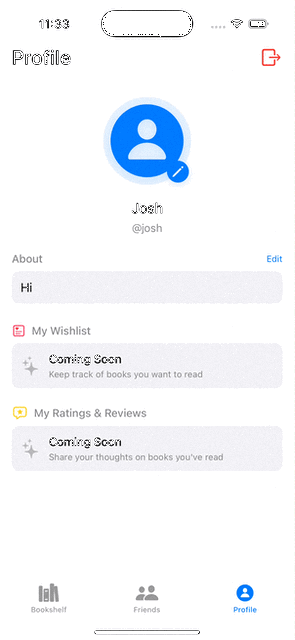 11:33
Profile
Josh
@josh
About
Edit
Hi
My Wishlist
Coming Soon
Keep track of books you want to read
My Ratings & Reviews
Coming Soon
Share your thoughts on books you've read
Bookshelf
Friends
Profile